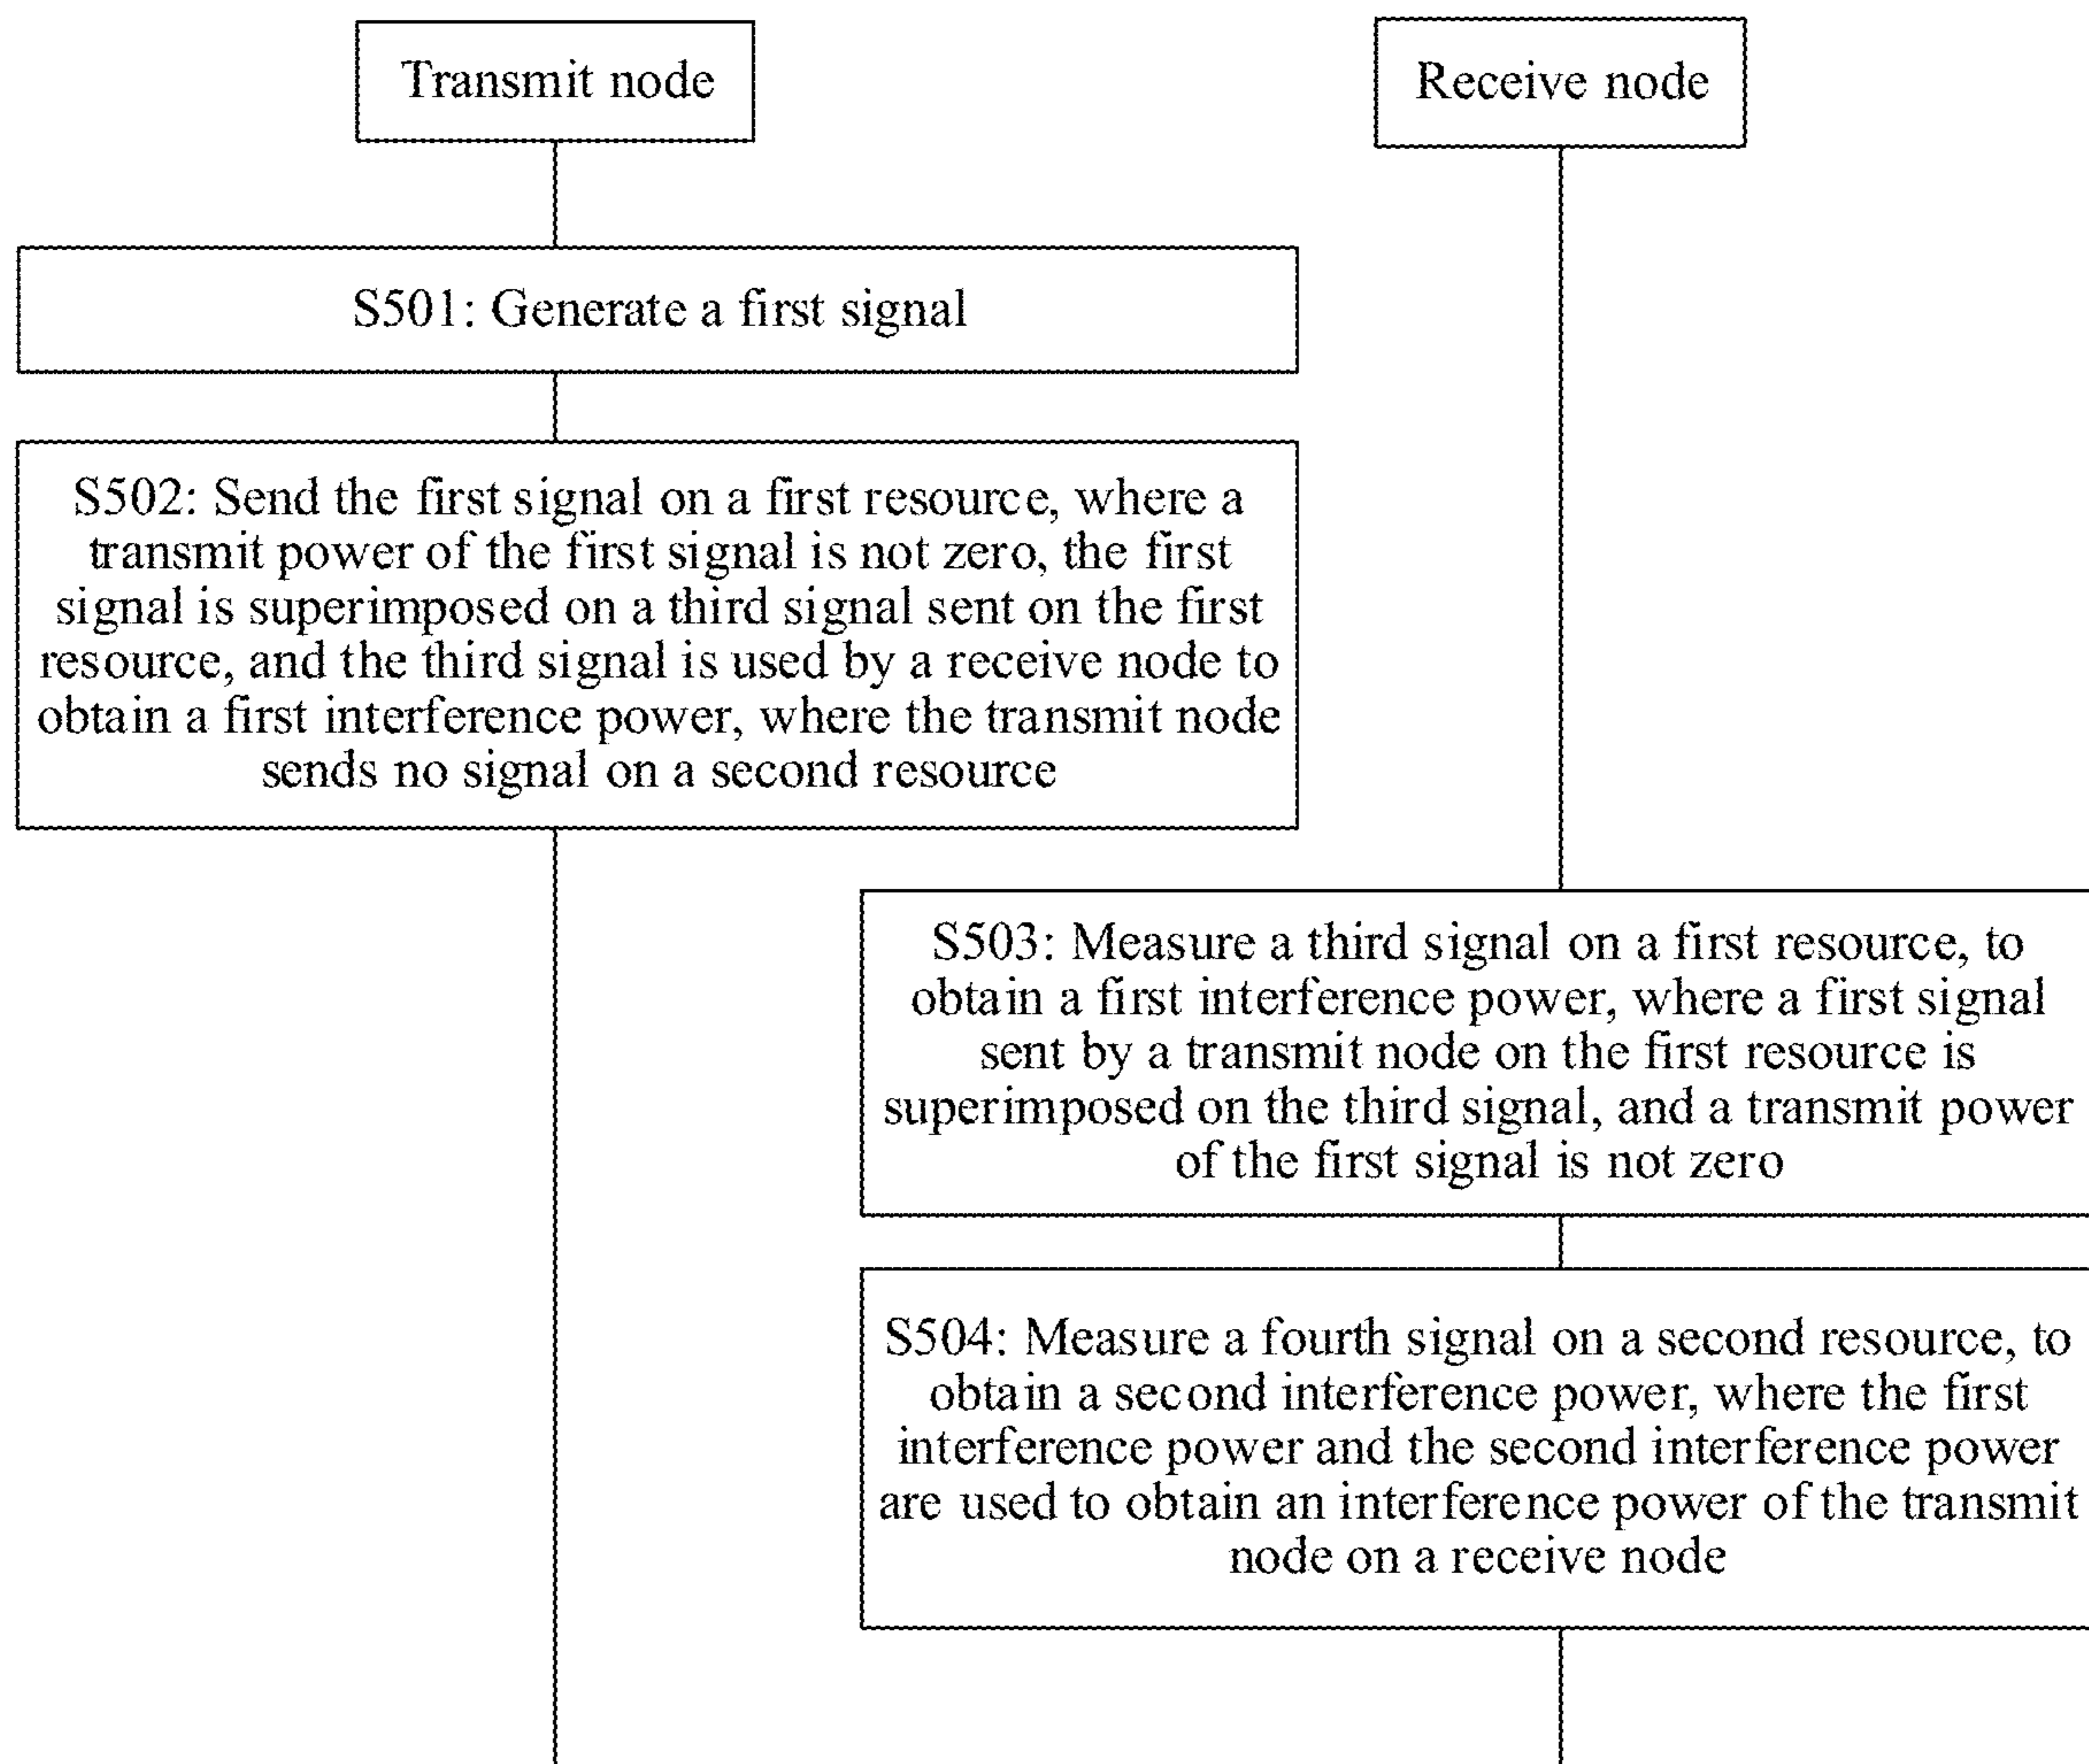 Transmit node
Receive node
S501: Generate a first signal
S502: Send the first signal on a first resource, where a
transmit power of the first signal is not zero, the first
signal is superimposed on a third signal sent on the first
resource, and the third signal is used by a receive node to
obtain a first interference power, where the transmit node
sends no signal on a second resource
S503: Measure a third signal on a first resource, to
obtain a first interference power, where a first signal
sent by a transmit node on the first resource is
superimposed on the third signal, and a transmit power
of the first signal is not zero
S504: Measure a fourth signal on a second resource, to
obtain a second interference power, where the first
interference power and the second interference power
are used to obtain an interference power of the transmit
node on a receive node